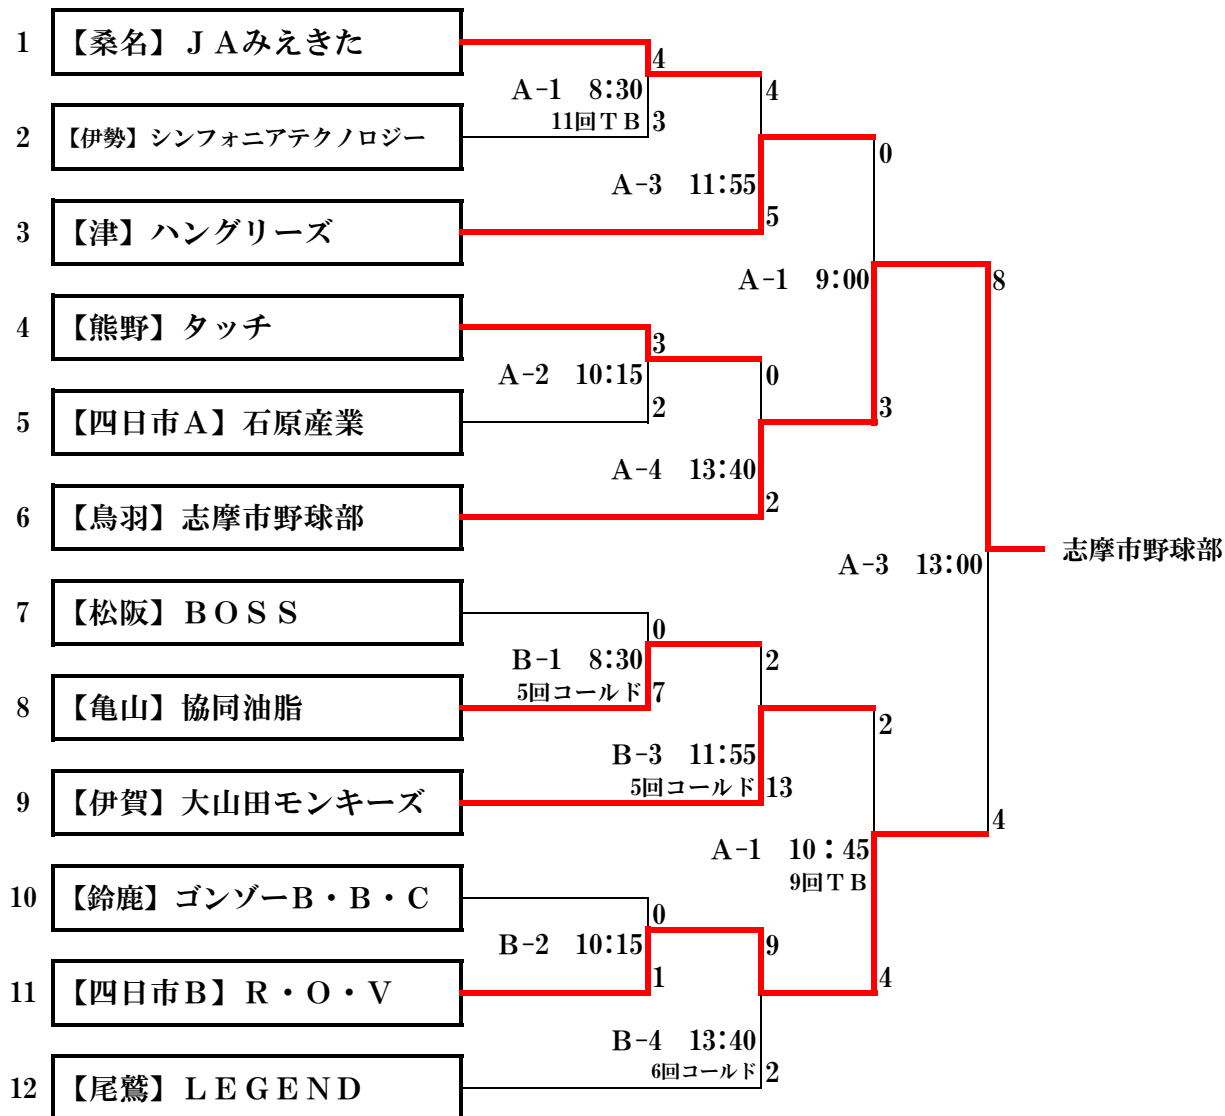 1 【桑名】ＪＡみえきた
4
A-1 8:30
11回ＴＢ
4
2 【伊勢】シンフォニアテクノロジー
3
0
A-3 11:55
3 【津】ハングリーズ
5
A-1 9:00
8
4 【熊野】タッチ
3
A-2 10:15
0
5 【四日市Ａ】石原産業
2
3
A-4 13:40
6 【鳥羽】志摩市野球部
2
志摩市野球部
A-3 13:00
7 【松阪】ＢＯＳＳ
0
B-1 8:30
5回コールド
2
8 【亀山】協同油脂
7
2
B-3 11:55
5回コールド
9 【伊賀】大山田モンキーズ
13
4
A-1 10：45
9回ＴＢ
10 【鈴鹿】ゴンゾーＢ・Ｂ・Ｃ
0
B-2 10:15
9
11 【四日市Ｂ】Ｒ・Ｏ・Ｖ
1
4
B-4 13:40
6回コールド
12 【尾鷲】ＬＥＧＥＮＤ
2